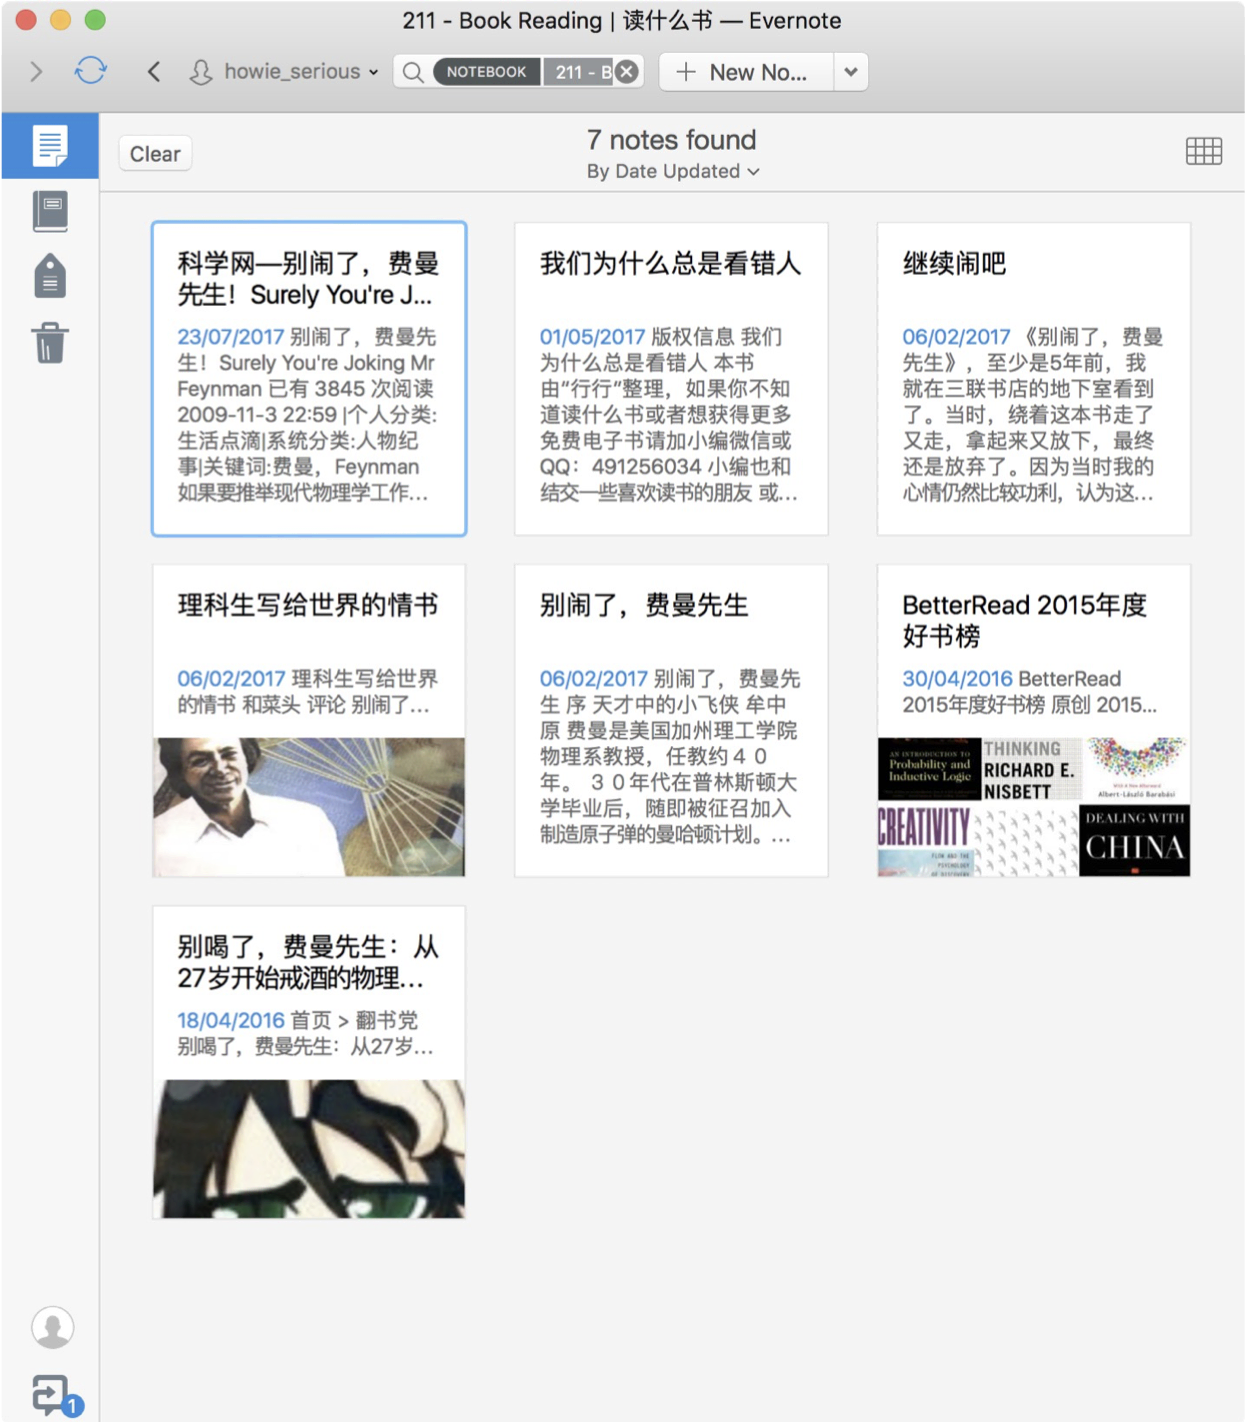 211 - Book Reading | 读什么书 — Evernote
howie_serious
NOTEBOOK
211 - B
New No...
Clear
7 notes found
By Date Updated
科学网—别闹了，费曼
先生！Surely You're J...
23/07/2017 别闹了，费曼先
生！Surely You're Joking Mr
Feynman 已有 3845 次阅读
2009-11-3 22:59 |个人分类:
生活点滴|系统分类:人物纪
事|关键词:费曼，Feynman
如果要推举现代物理学工作...
我们为什么总是看错人
01/05/2017 版权信息 我们
为什么总是看错人 本书
由“行行”整理，如果你不知
道读什么书或者想获得更多
免费电子书请加小编微信或
QQ：491256034 小编也和
结交一些喜欢读书的朋友 或...
继续闹吧
06/02/2017 《别闹了，费曼
先生》，至少是5年前，我
就在三联书店的地下室看到
了。当时，绕着这本书走了
又走，拿起来又放下，最终
还是放弃了。因为当时我的
心情仍然比较功利，认为这...
理科生写给世界的情书
06/02/2017 理科生写给世界
的情书 和菜头 评论 别闹了...
别闹了，费曼先生
06/02/2017 别闹了，费曼先
生 序 天才中的小飞侠 牟中
原 费曼是美国加州理工学院
物理系教授，任教约４０
年。３０年代在普林斯顿大
学毕业后，随即被征召加入
制造原子弹的曼哈顿计划。...
BetterRead 2015年度
好书榜
30/04/2016 BetterRead
2015年度好书榜 原创 2015...
AN INTRODUCTION TO
Probability and
Inductive Logic
THINKING
RICHARD E.
NISBETT
With A New Afterword
Albert-László Barabási
CREATIVITY
FLOW AND THE
PSYCHOLOGY
OF DISCOVERY
DEALING WITH
CHINA
别喝了，费曼先生：从
27岁开始戒酒的物理...
18/04/2016 首页 > 翻书党
别喝了，费曼先生：从27岁...
1